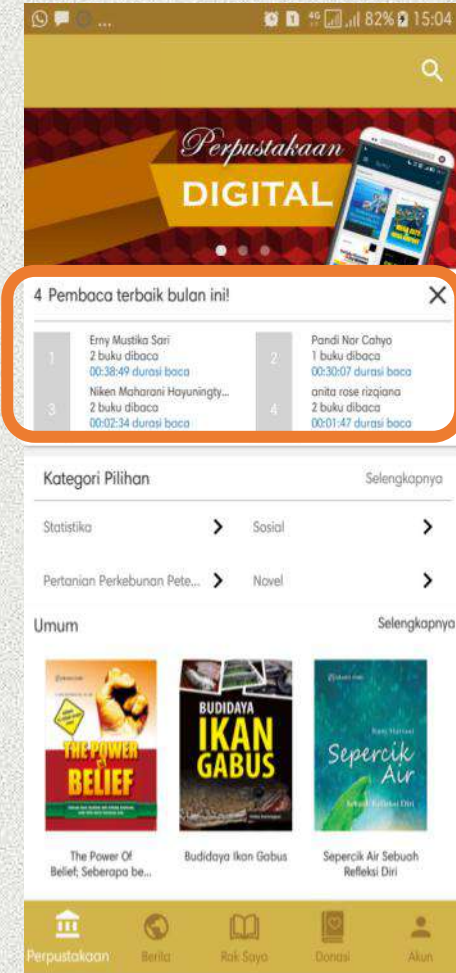 ... 4G 82% 15:04
Perpustakaan
DIGITAL
4 Pembaca terbaik bulan ini!
1
Erny Mustika Sari
2 buku dibaca
00:38:49 durasi baca
2
Pandi Nor Cahyo
1 buku dibaca
00:30:07 durasi baca
3
Niken Maharani Hayuningty...
2 buku dibaca
00:02:34 durasi baca
4
anita rose rizqiana
2 buku dibaca
00:01:47 durasi baca
Kategori Pilihan Selengkapnya
Statistika Sosial
Pertanian Perkebunan Pete... Novel
Umum Selengkapnya
THE POWER
of
BELIEF
BUDIDAYA
IKAN
GABUS
Sepercik
Air
Sebuah Refleksi Diri
The Power Of
Belief; Seberapa be...
Budidaya Ikan Gabus
Sepercik Air Sebuah
Refleksi Diri
Perpustakaan Berita Rak Saya Donasi Akun